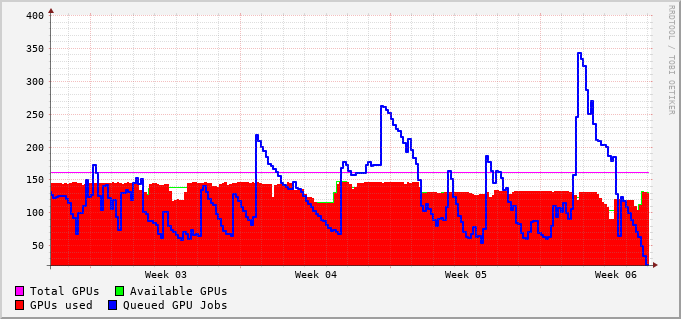 400
350
300
250
200
150
100
50
Week 03 Week 04 Week 05 Week 06
Total GPUs Available GPUs
GPUs used Queued GPU Jobs
RRDTOOL / TOBI OETIKER